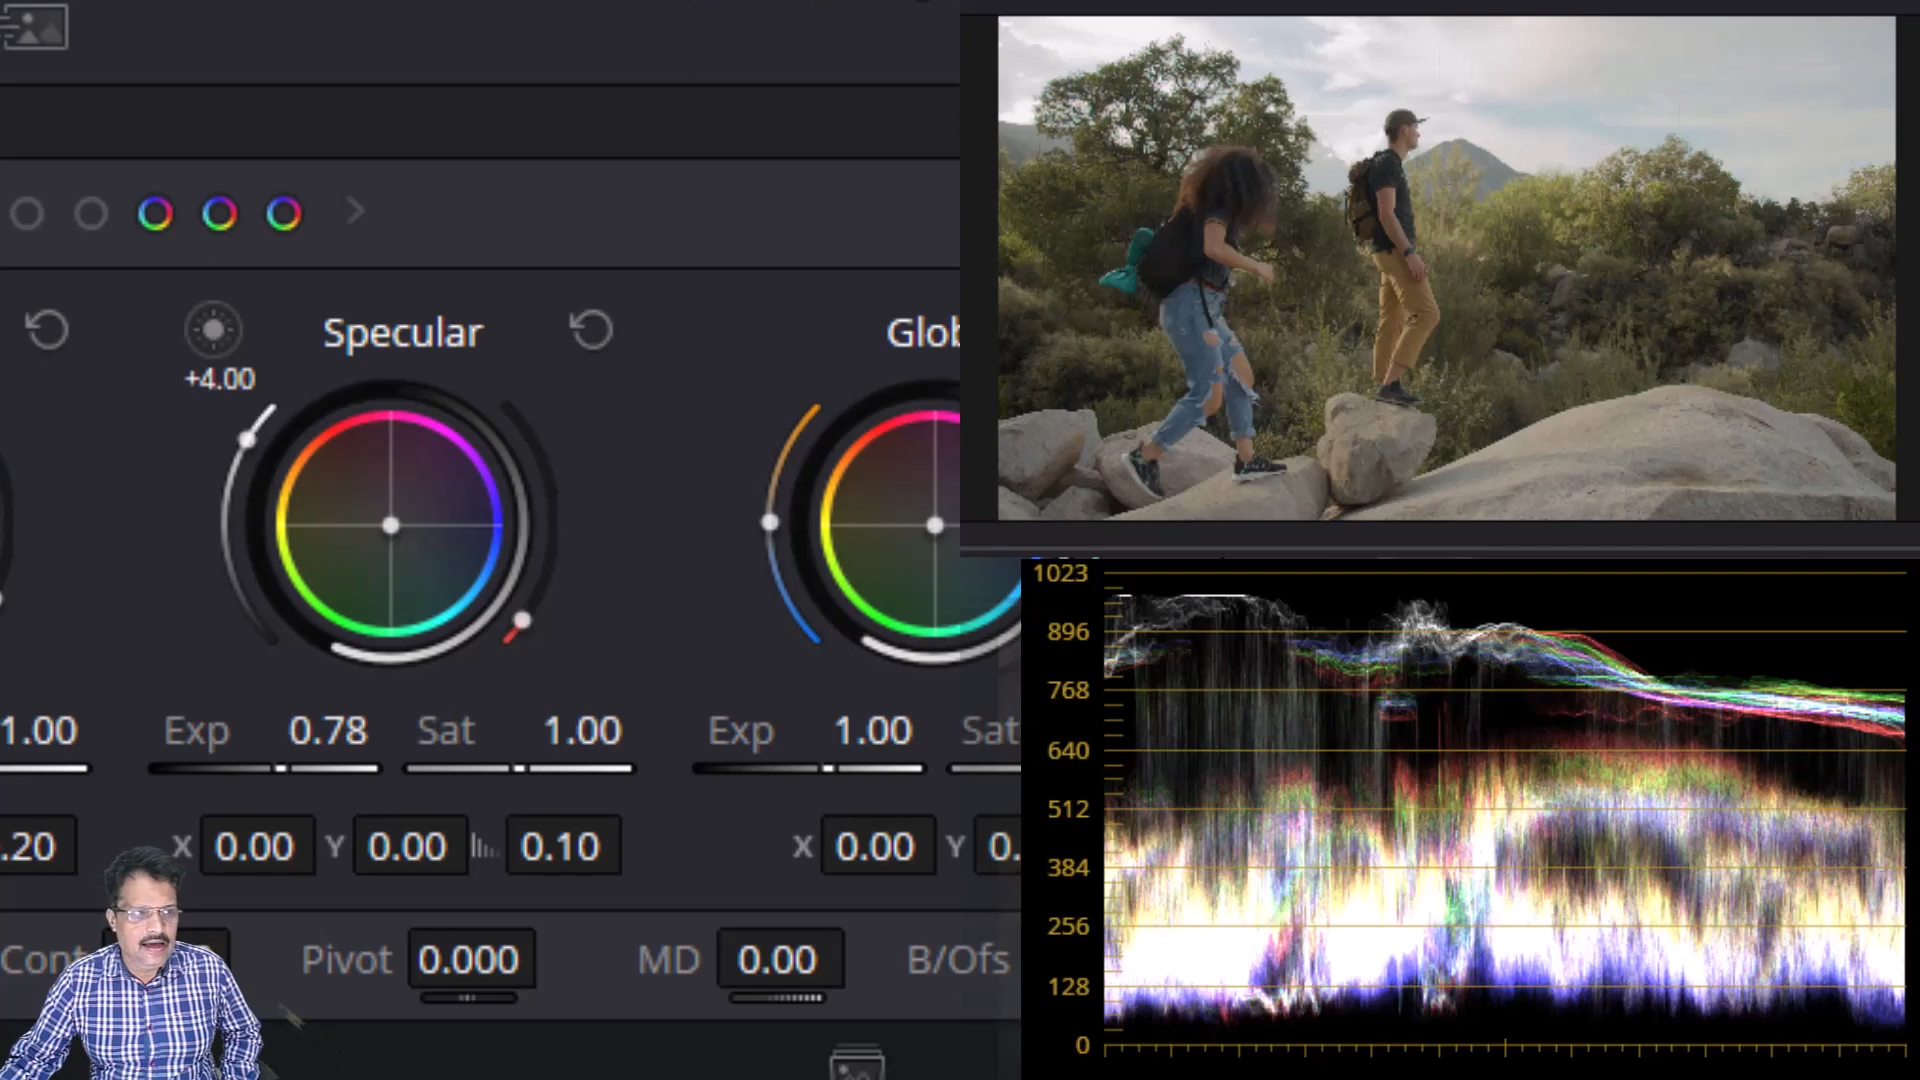 Specular
Glob
+4.00
1.00 Exp 0.78 Sat 1.00 Exp 1.00 Sat
.20 X 0.00 Y 0.00 0.10 X 0.00 Y 0.
Cont Pivot 0.000 MD 0.00 B/Ofs
1023
896
768
640
512
384
256
128
0